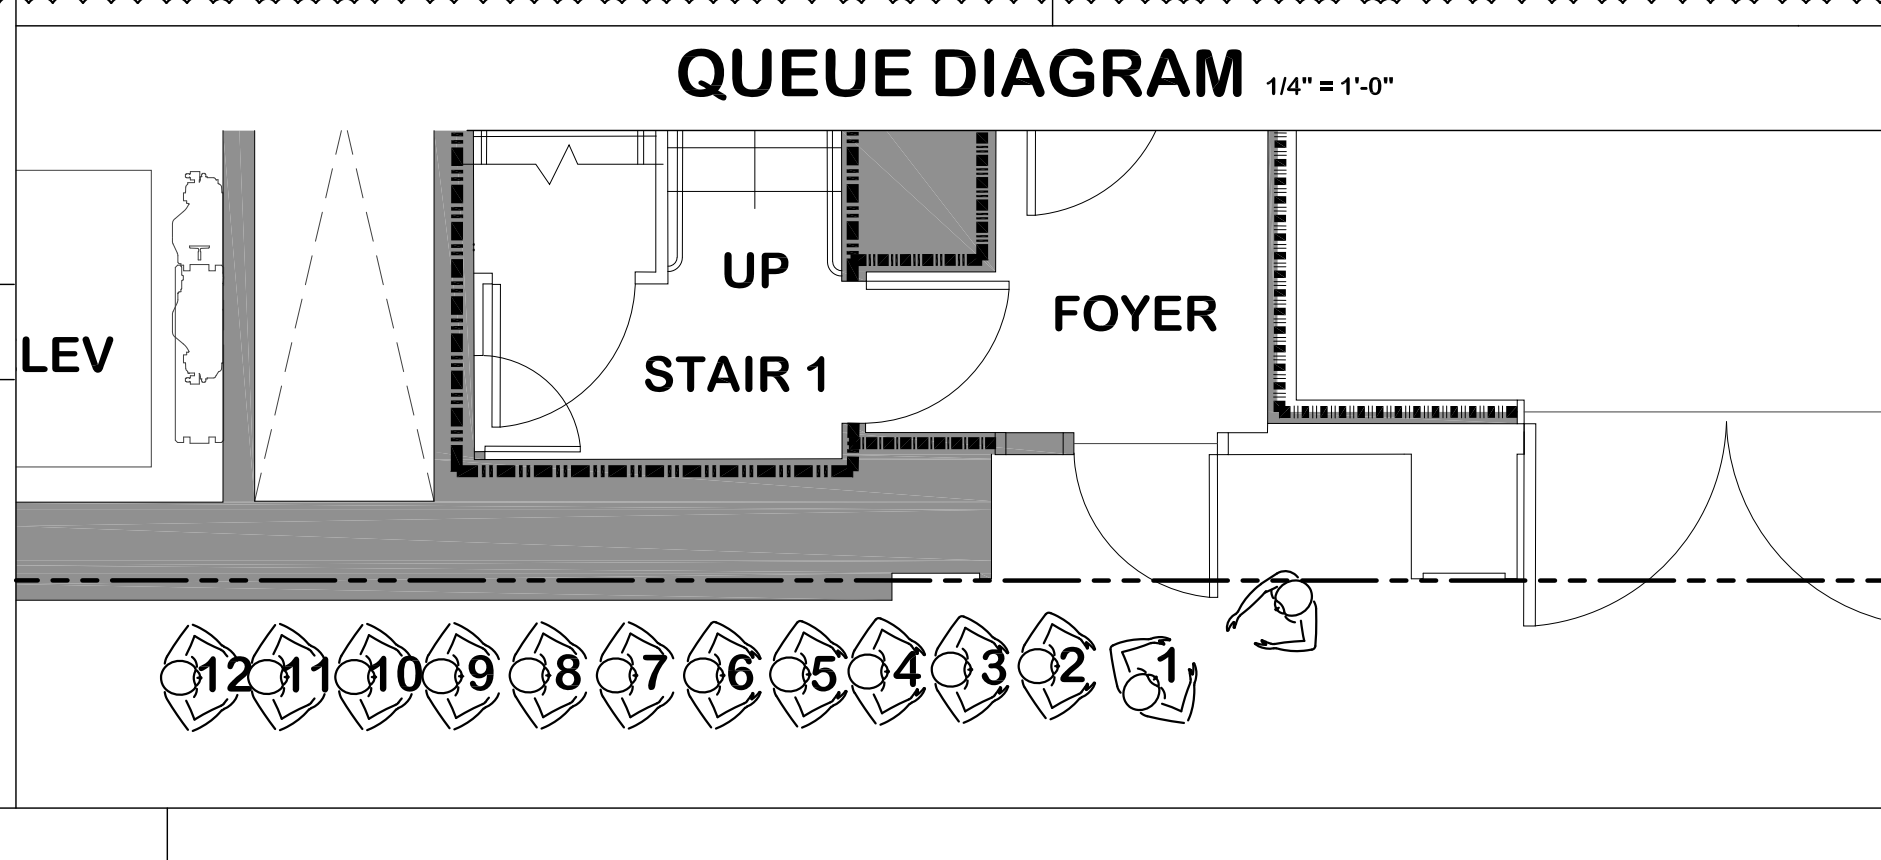 QUEUE DIAGRAM 1/4" = 1'-0"
UP
FOYER
LEV
STAIR 1
12 11 10 9 8 7 6 5 4 3 2 1